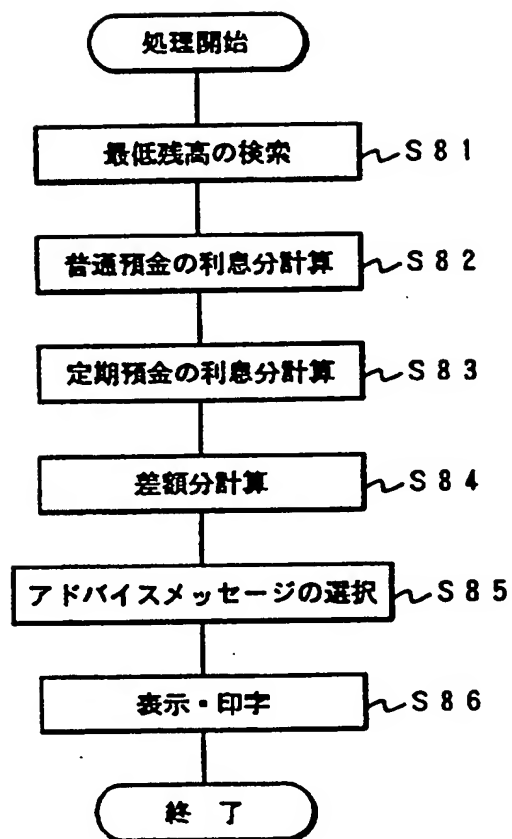 処理開始
最低残高の検索 S81
普通預金の利息分計算 S82
定期預金の利息分計算 S83
差額分計算 S84
アドバイスメッセージの選択 S85
表示・印字 S86
終了